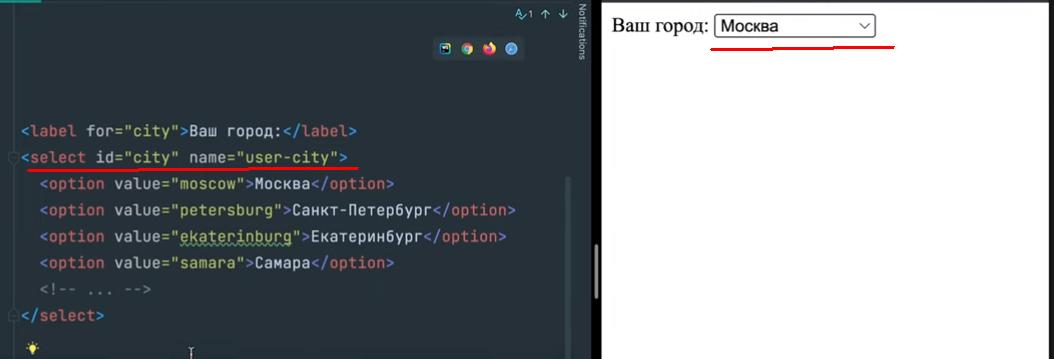 1
Notifications
<label for="city">Ваш город:</label>
<select id="city" name="user-city">
<option value="moscow">Москва</option>
<option value="petersburg">Санкт-Петербург</option>
<option value="ekaterinburg">Екатеринбург</option>
<option value="samara">Самара</option>
<!-- ... -->
</select>
Ваш город: Москва